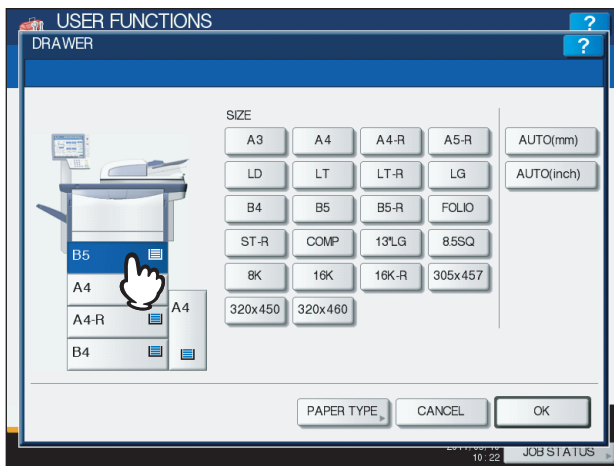 USER FUNCTIONS ?
DRAWER ?
SIZE
A3 A4 A4-R A5-R AUTO(mm)
LD LT LT-R LG AUTO(inch)
B4 B5 B5-R FOLIO
ST-R COMP 13"LG 8.5SQ
8K 16K 16K-R 305x457
320x450 320x460
B5
A4
A4-R
B4
A4
PAPER TYPE CANCEL OK
10:22 JOB STATUS